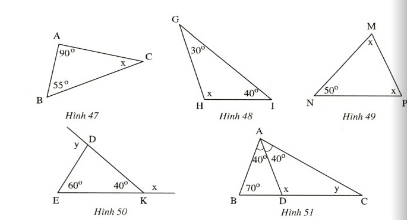 A
90°
x
C
55°
B
Hình 47
G
30°
x
40°
H
I
Hình 48
M
x
50°
x
N
P
Hình 49
D
y
60°
40°
x
E
K
Hình 50
A
40° 40°
70°
x
y
B
D
C
Hình 51